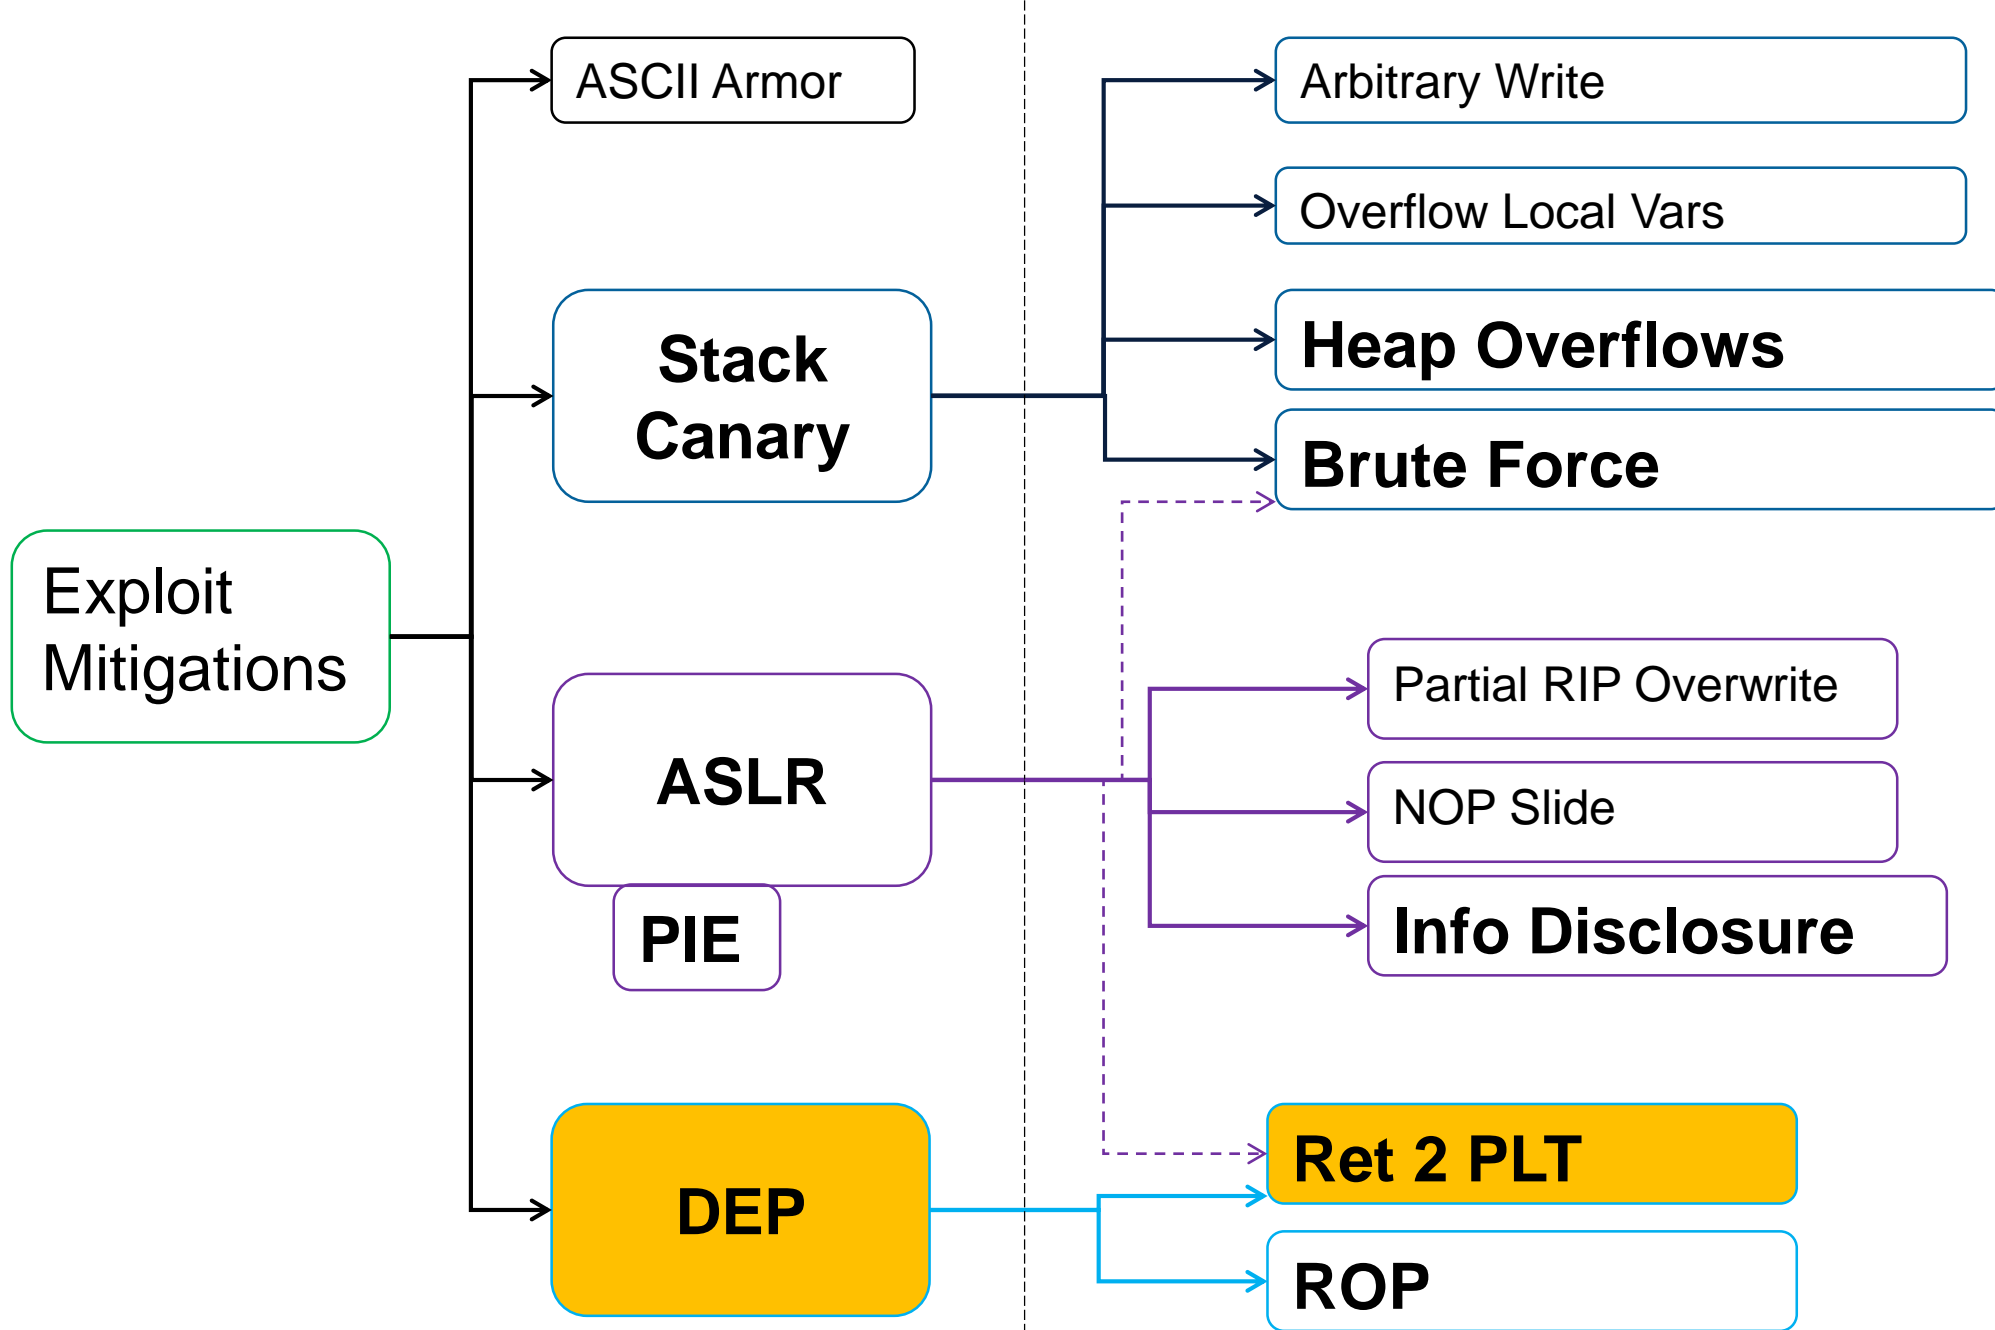 ASCII Armor
Arbitrary Write
Overflow Local Vars
Stack
Canary
Heap Overflows
Brute Force
Exploit
Mitigations
ASLR
PIE
Partial RIP Overwrite
NOP Slide
Info Disclosure
DEP
Ret 2 PLT
ROP